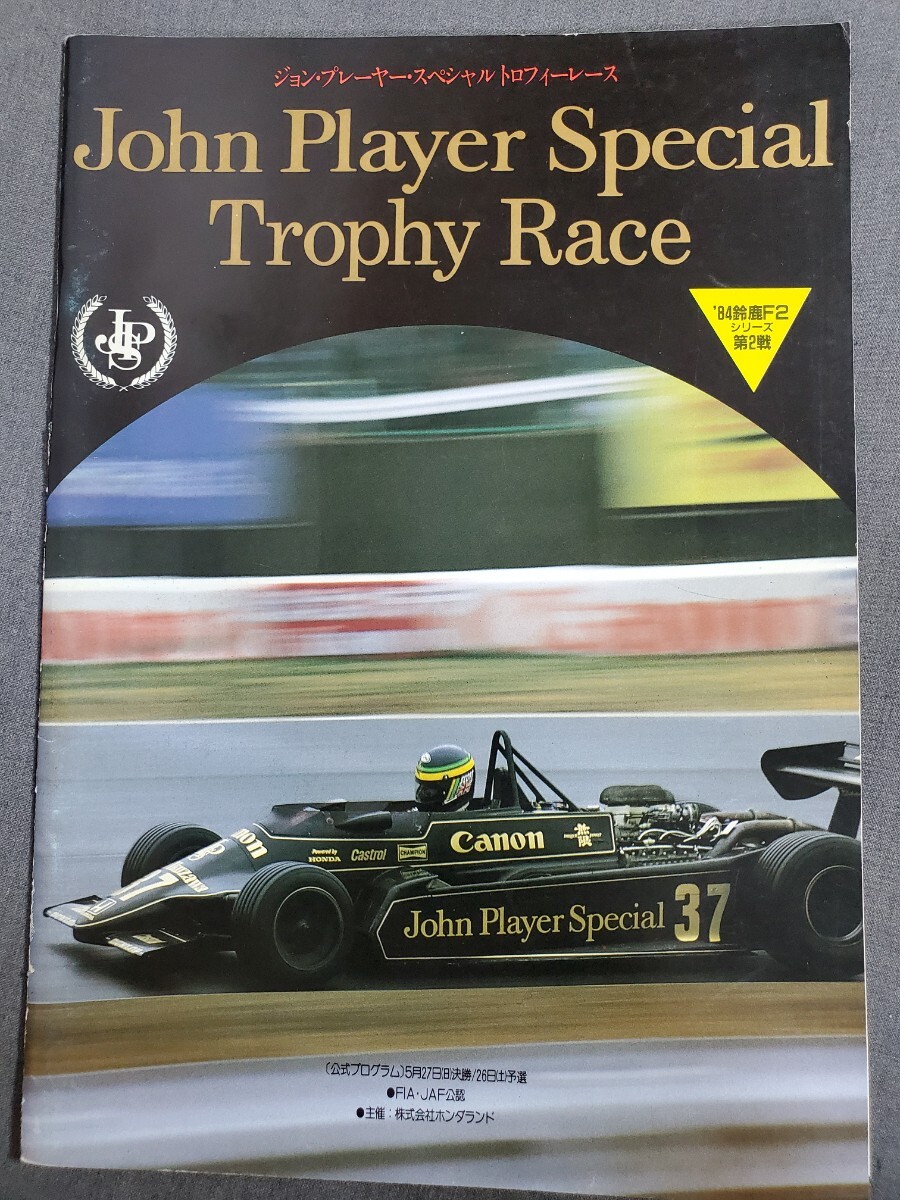 ジョン・プレーヤー・スペシャルトロフィーレース
John Player Special
Trophy Race
JPS
'84鈴鹿F2
シリーズ
第2戦
Canon
無限
Powered by
HONDA
Castrol
CHAMPION
John Player Special 37
37
(公式プログラム)5月27日(日)決勝/26日(土)予選
●FIA・JAF公認
●主催:株式会社ホンダランド